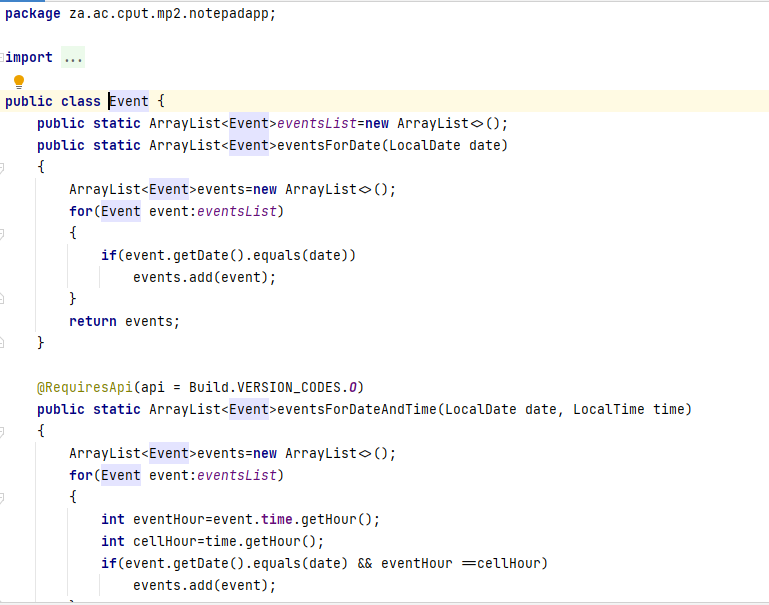 package za.ac.cput.mp2.notepadapp;
import ...
public class Event {
public static ArrayList<Event>eventsList=new ArrayList<>();
public static ArrayList<Event>eventsForDate(LocalDate date)
{
ArrayList<Event>events=new ArrayList<>();
for(Event event:eventsList)
{
if(event.getDate().equals(date))
events.add(event);
}
return events;
}
@RequiresApi(api = Build.VERSION_CODES.O)
public static ArrayList<Event>eventsForDateAndTime(LocalDate date, LocalTime time)
{
ArrayList<Event>events=new ArrayList<>();
for(Event event:eventsList)
{
int eventHour=event.time.getHour();
int cellHour=time.getHour();
if(event.getDate().equals(date) && eventHour ==cellHour)
events.add(event);